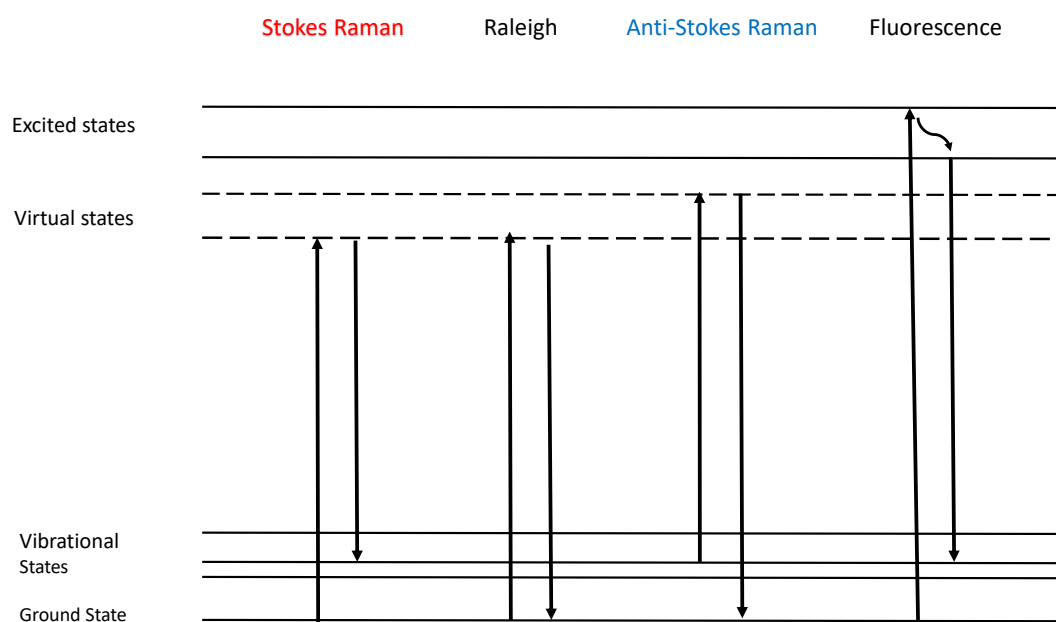 Stokes Raman
Raleigh
Anti-Stokes Raman
Fluorescence
Excited states
Virtual states
Vibrational
States
Ground State